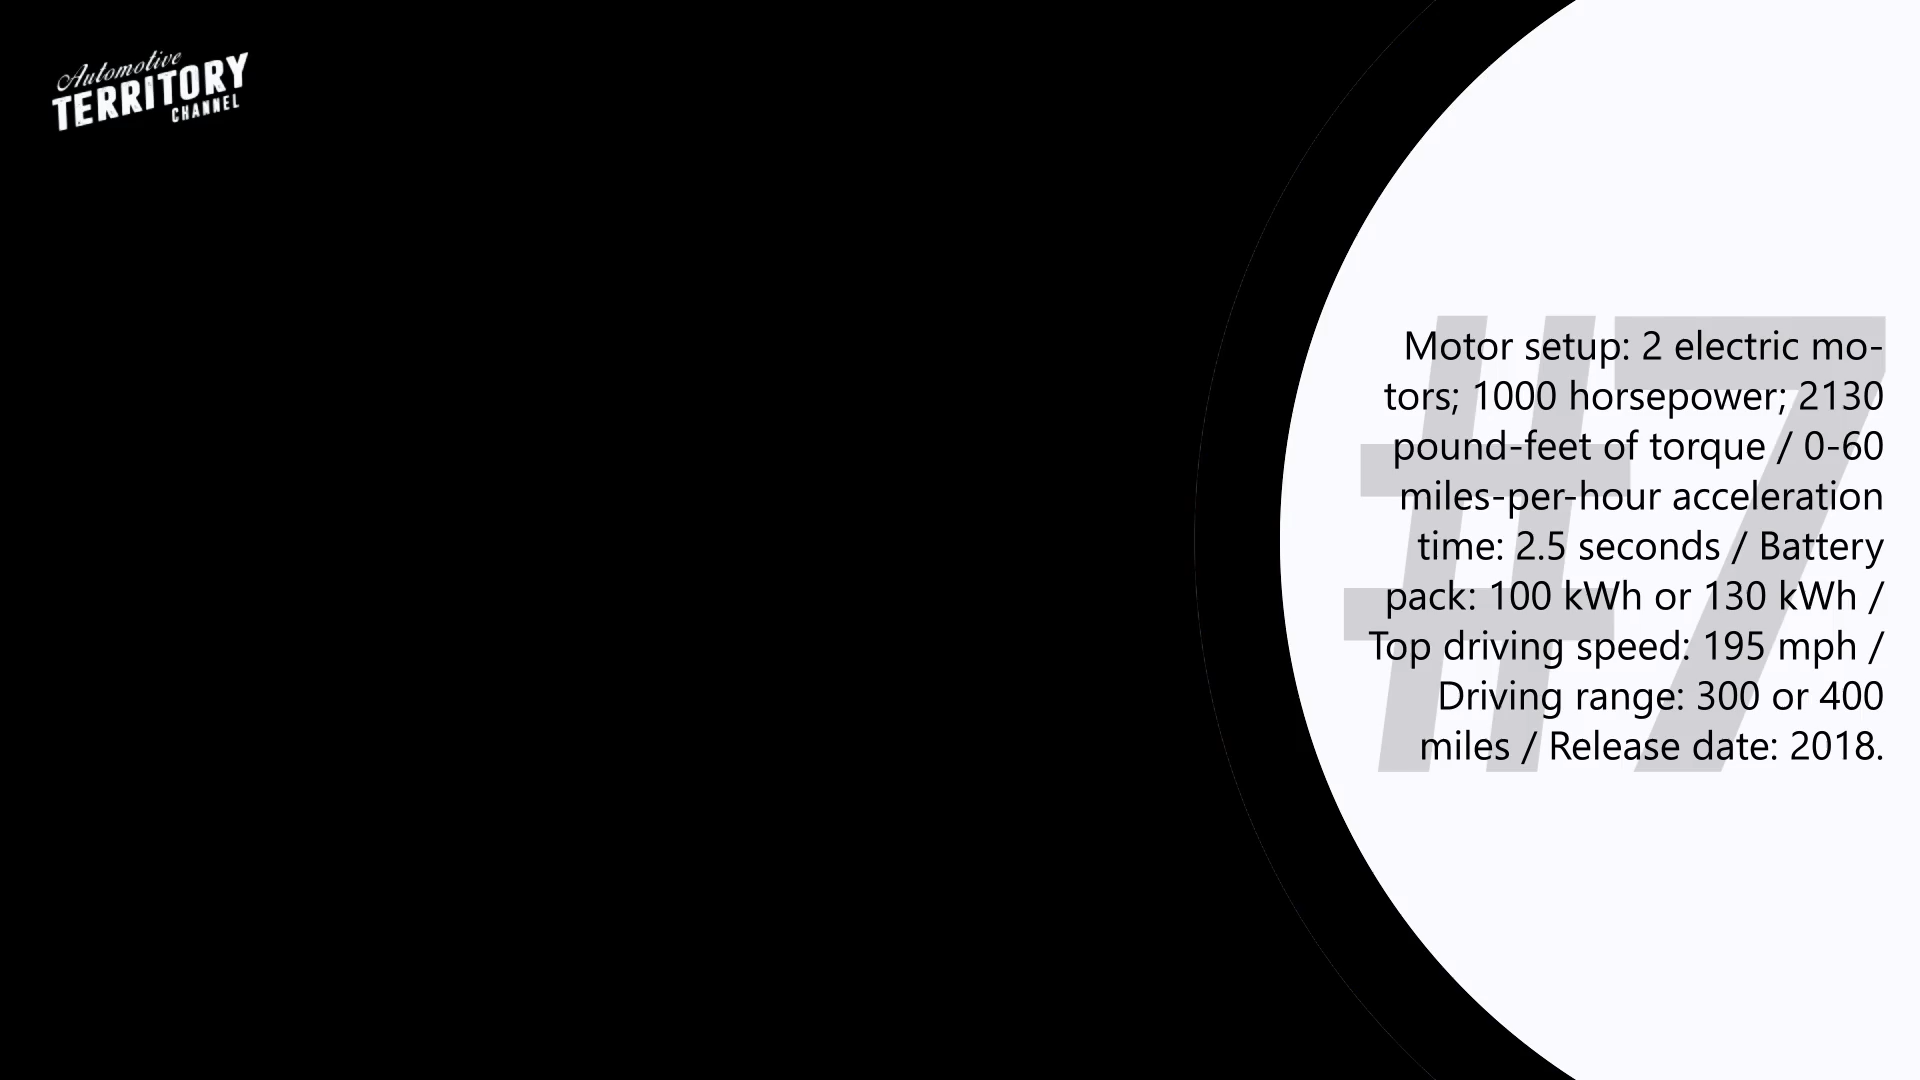 Automotive
TERRITORY
CHANNEL
#7
Motor setup: 2 electric mo-
tors; 1000 horsepower; 2130
pound-feet of torque / 0-60
miles-per-hour acceleration
time: 2.5 seconds / Battery
pack: 100 kWh or 130 kWh /
Top driving speed: 195 mph /
Driving range: 300 or 400
miles / Release date: 2018.